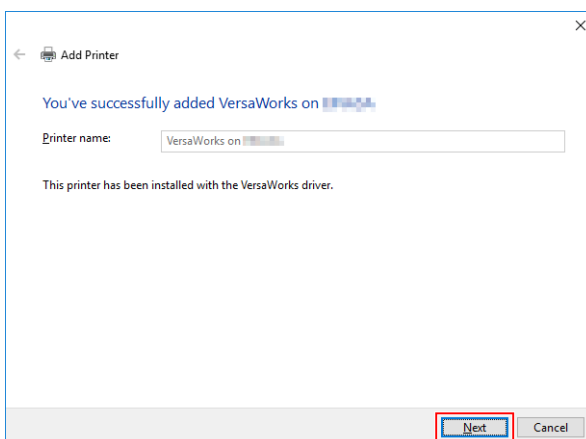 Add Printer
You've successfully added VersaWorks on
Printer name:
VersaWorks on
This printer has been installed with the VersaWorks driver.
Next
Cancel